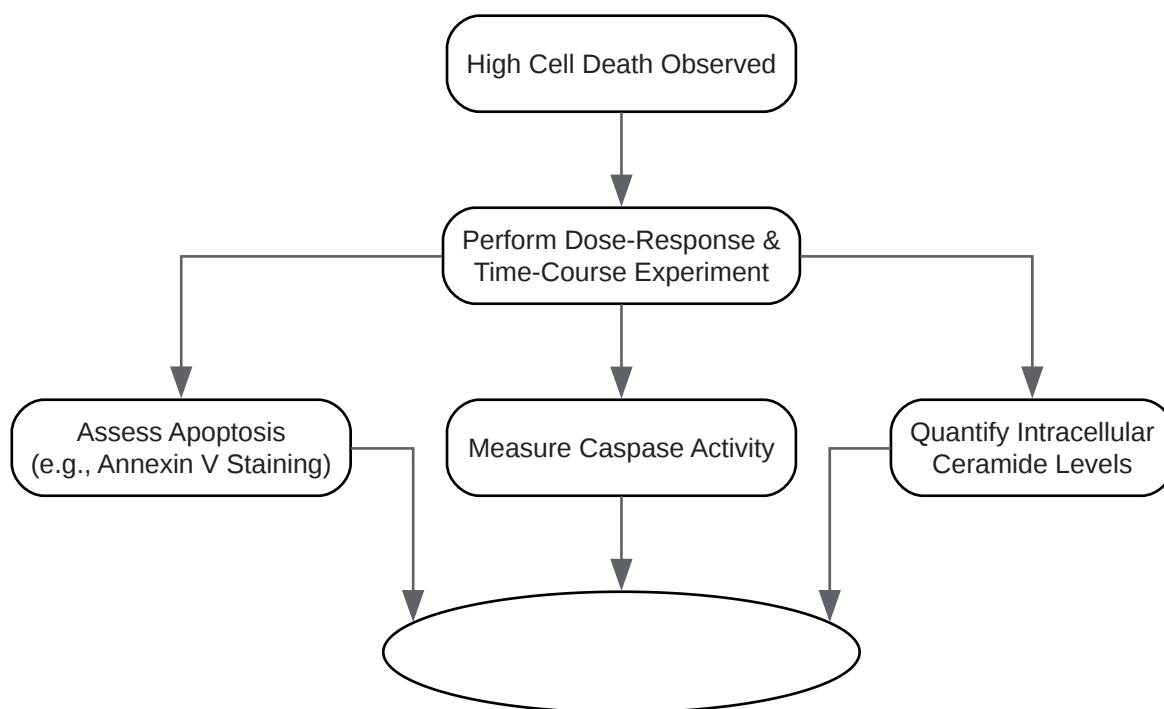 High Cell Death Observed
Perform Dose-Response &
Time-Course Experiment
Assess Apoptosis
(e.g., Annexin V Staining)
Measure Caspase Activity
Quantify Intracellular
Ceramide Levels